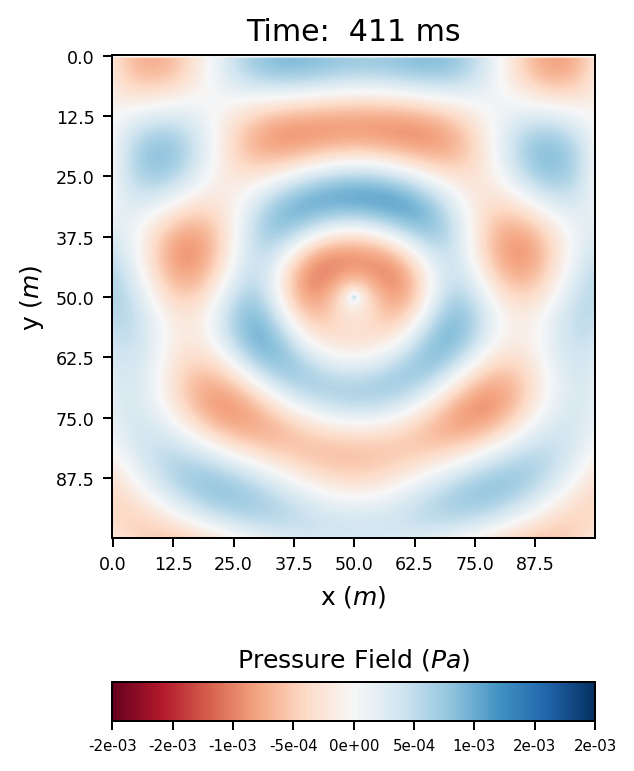 Time:  411 ms
0.0
12.5
25.0
37.5
50.0
62.5
75.0
87.5
y (m)
0.0 12.5 25.0 37.5 50.0 62.5 75.0 87.5
x (m)
Pressure Field (Pa)
-2e-03 -2e-03 -1e-03 -5e-04 0e+00 5e-04 1e-03 2e-03 2e-03